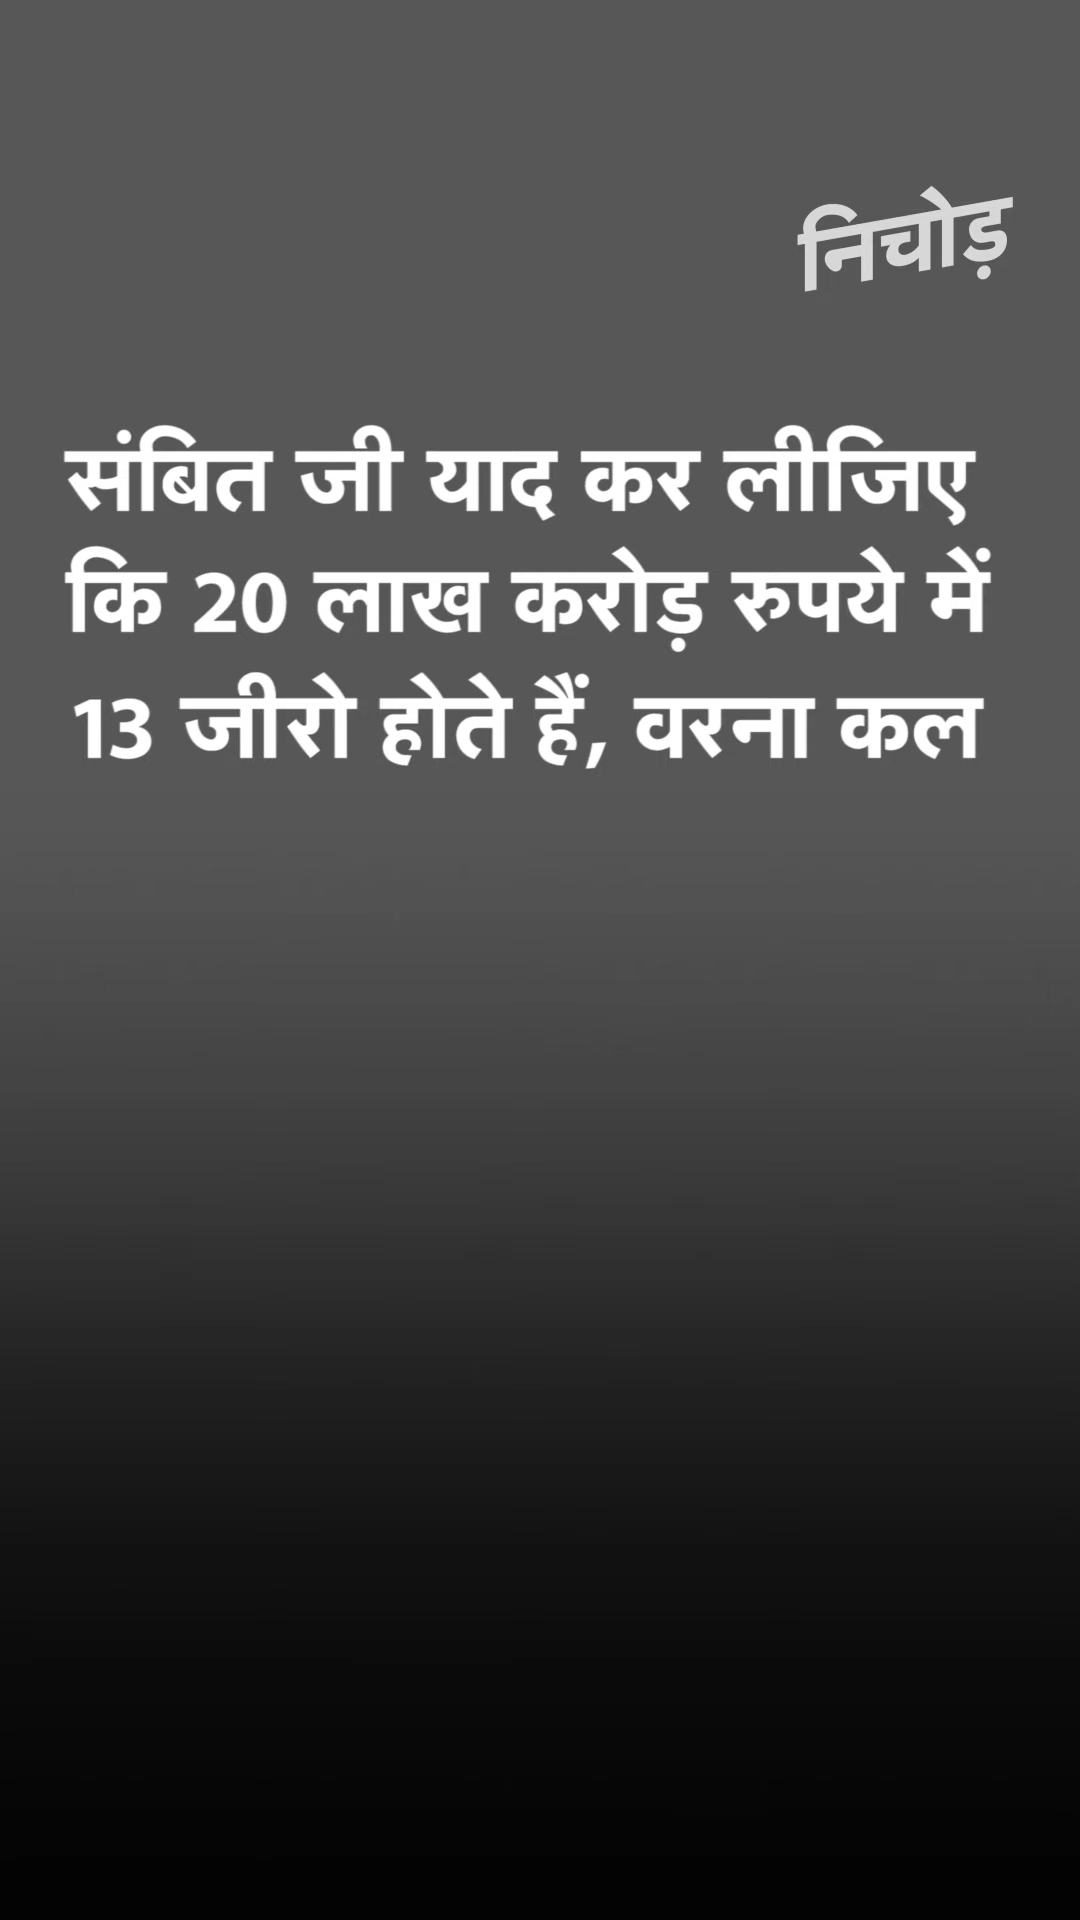 निचोड़
संबित जी याद कर लीजिए
कि 20 लाख करोड़ रुपये में
13 जीरो होते हैं, वरना कल